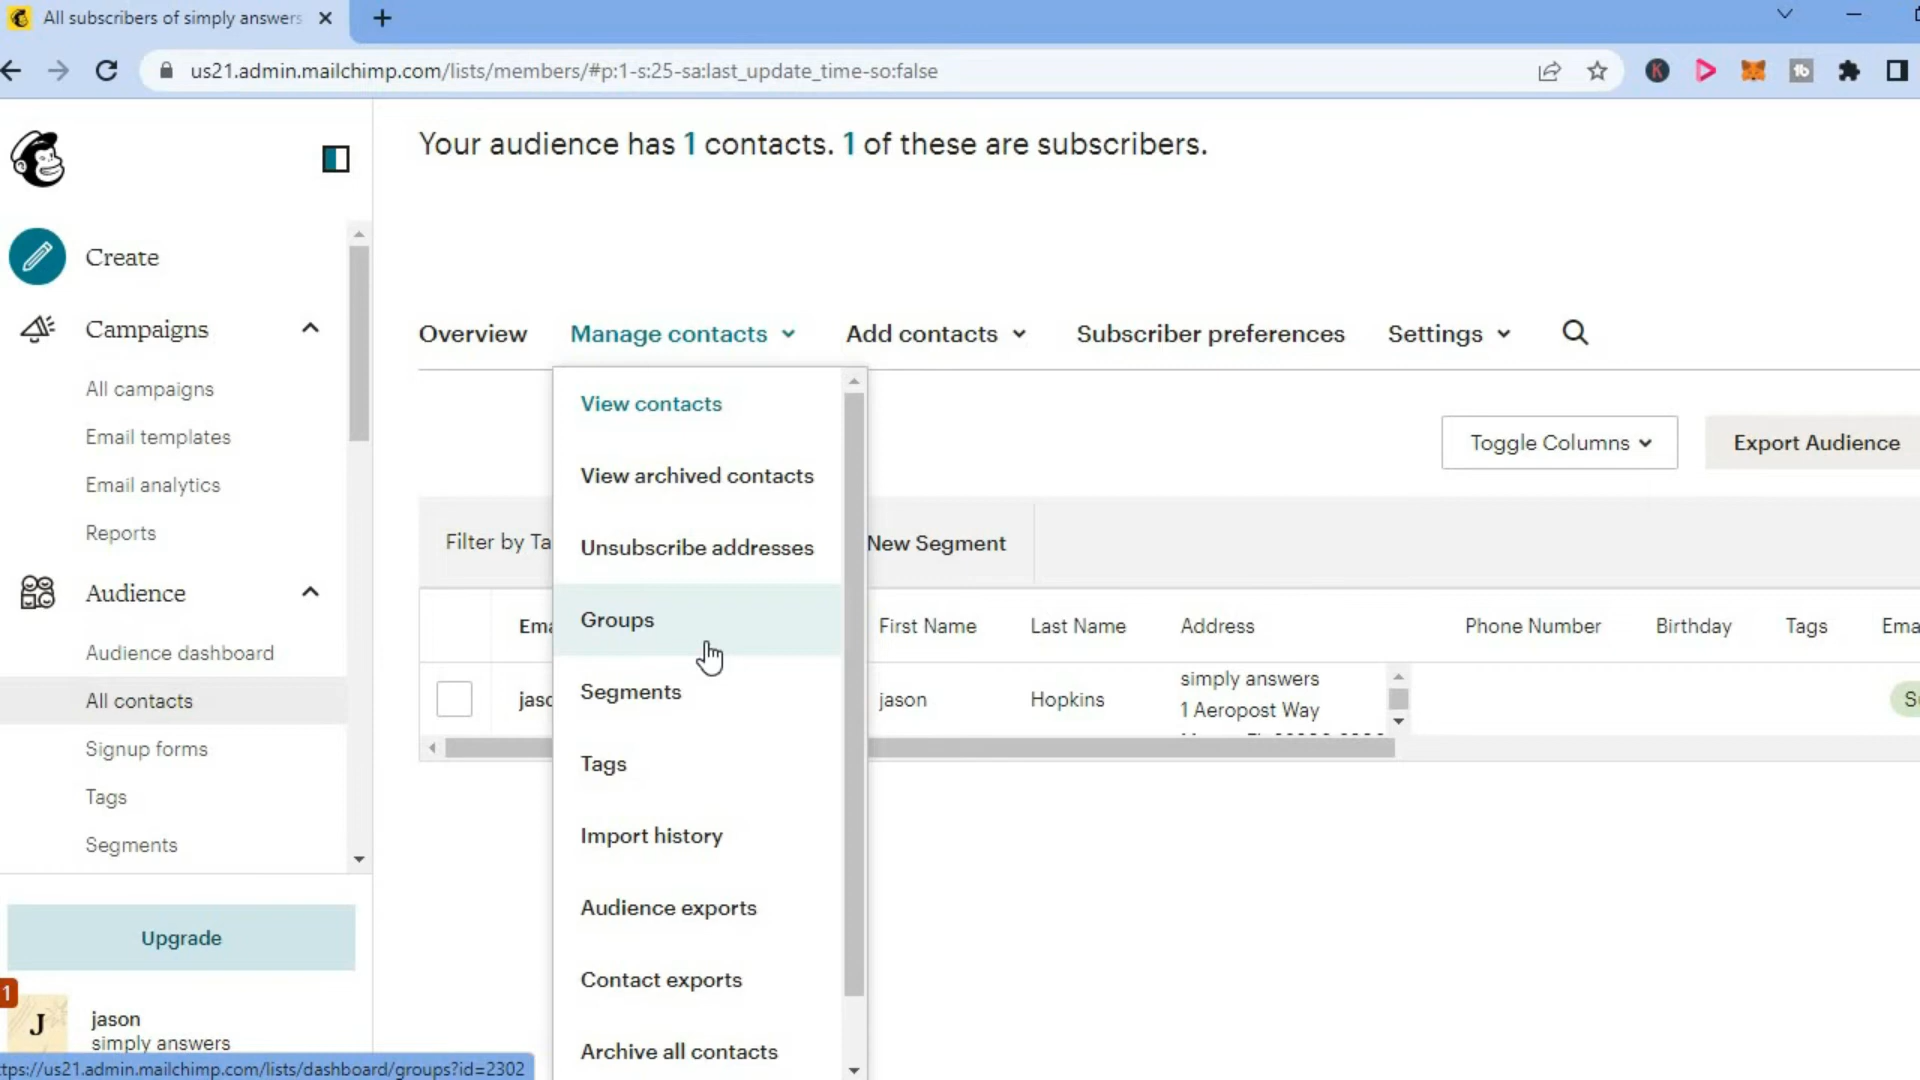 All subscribers of simply answers
us21.admin.mailchimp.com/lists/members/#p:1-s:25-sa:last_update_time-so:false
Your audience has 1 contacts. 1 of these are subscribers.
Create
Campaigns
All campaigns
Email templates
Email analytics
Reports
Audience
Audience dashboard
All contacts
Signup forms
Tags
Segments
Upgrade
1
J
jason
simply answers
ttps://us21.admin.mailchimp.com/lists/dashboard/groups?id=2302
Overview
Manage contacts
Add contacts
Subscriber preferences
Settings
View contacts
View archived contacts
Unsubscribe addresses
Groups
Segments
Tags
Import history
Audience exports
Contact exports
Archive all contacts
Toggle Columns
Export Audience
Filter by Ta
New Segment
Ema First Name Last Name Address Phone Number Birthday Tags Ema
jaso jason Hopkins simply answers
1 Aeropost Way
K
tb